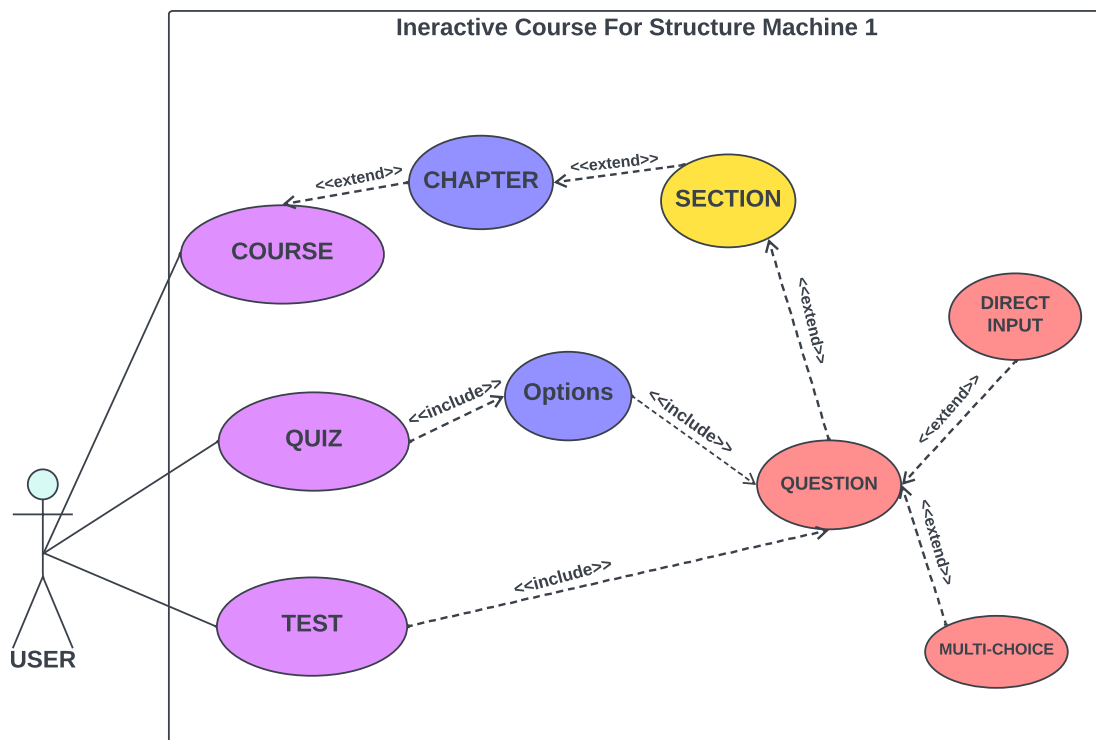 Ineractive Course For Structure Machine 1
<<extend>>
CHAPTER
<<extend>>
SECTION
COURSE
<<extend>>
DIRECT
INPUT
<<include>>
Options
<<include>>
<<extend>>
QUIZ
QUESTION
<<extend>>
<<include>>
TEST
MULTI-CHOICE
USER